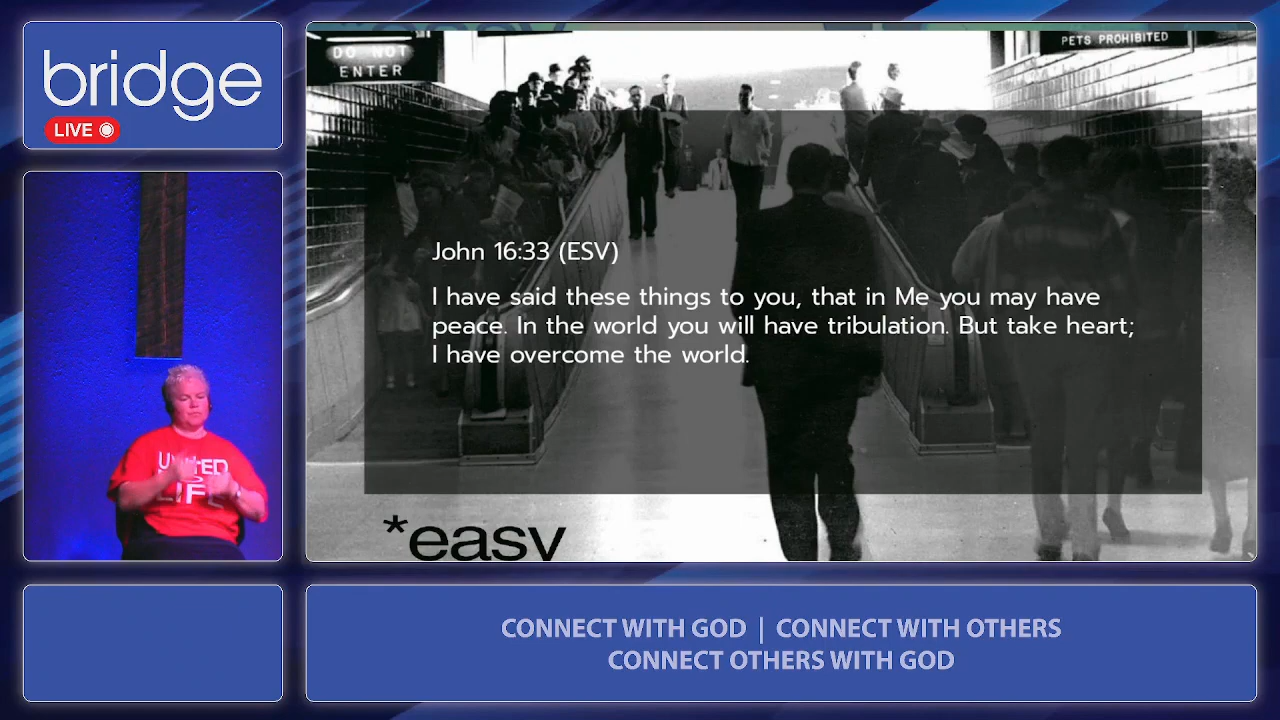 bridge
LIVE
DO NOT
ENTER
PETS PROHIBITED
John 16:33 (ESV)
I have said these things to you, that in Me you may have
peace. In the world you will have tribulation. But take heart;
I have overcome the world.
UNITED
LIFE
*easy
CONNECT WITH GOD | CONNECT WITH OTHERS
CONNECT OTHERS WITH GOD